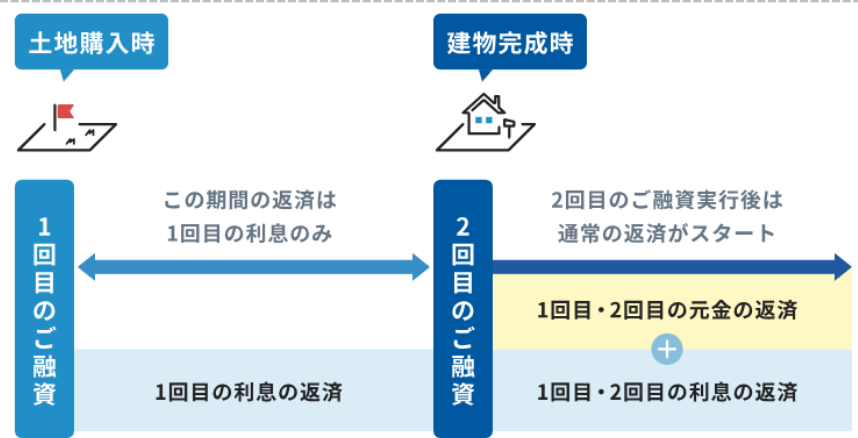 土地購入時
建物完成時
1回目のご融資
この期間の返済は
1回目の利息のみ
1回目の利息の返済
2回目のご融資
2回目のご融資実行後は
通常の返済がスタート
1回目・2回目の元金の返済
+
1回目・2回目の利息の返済